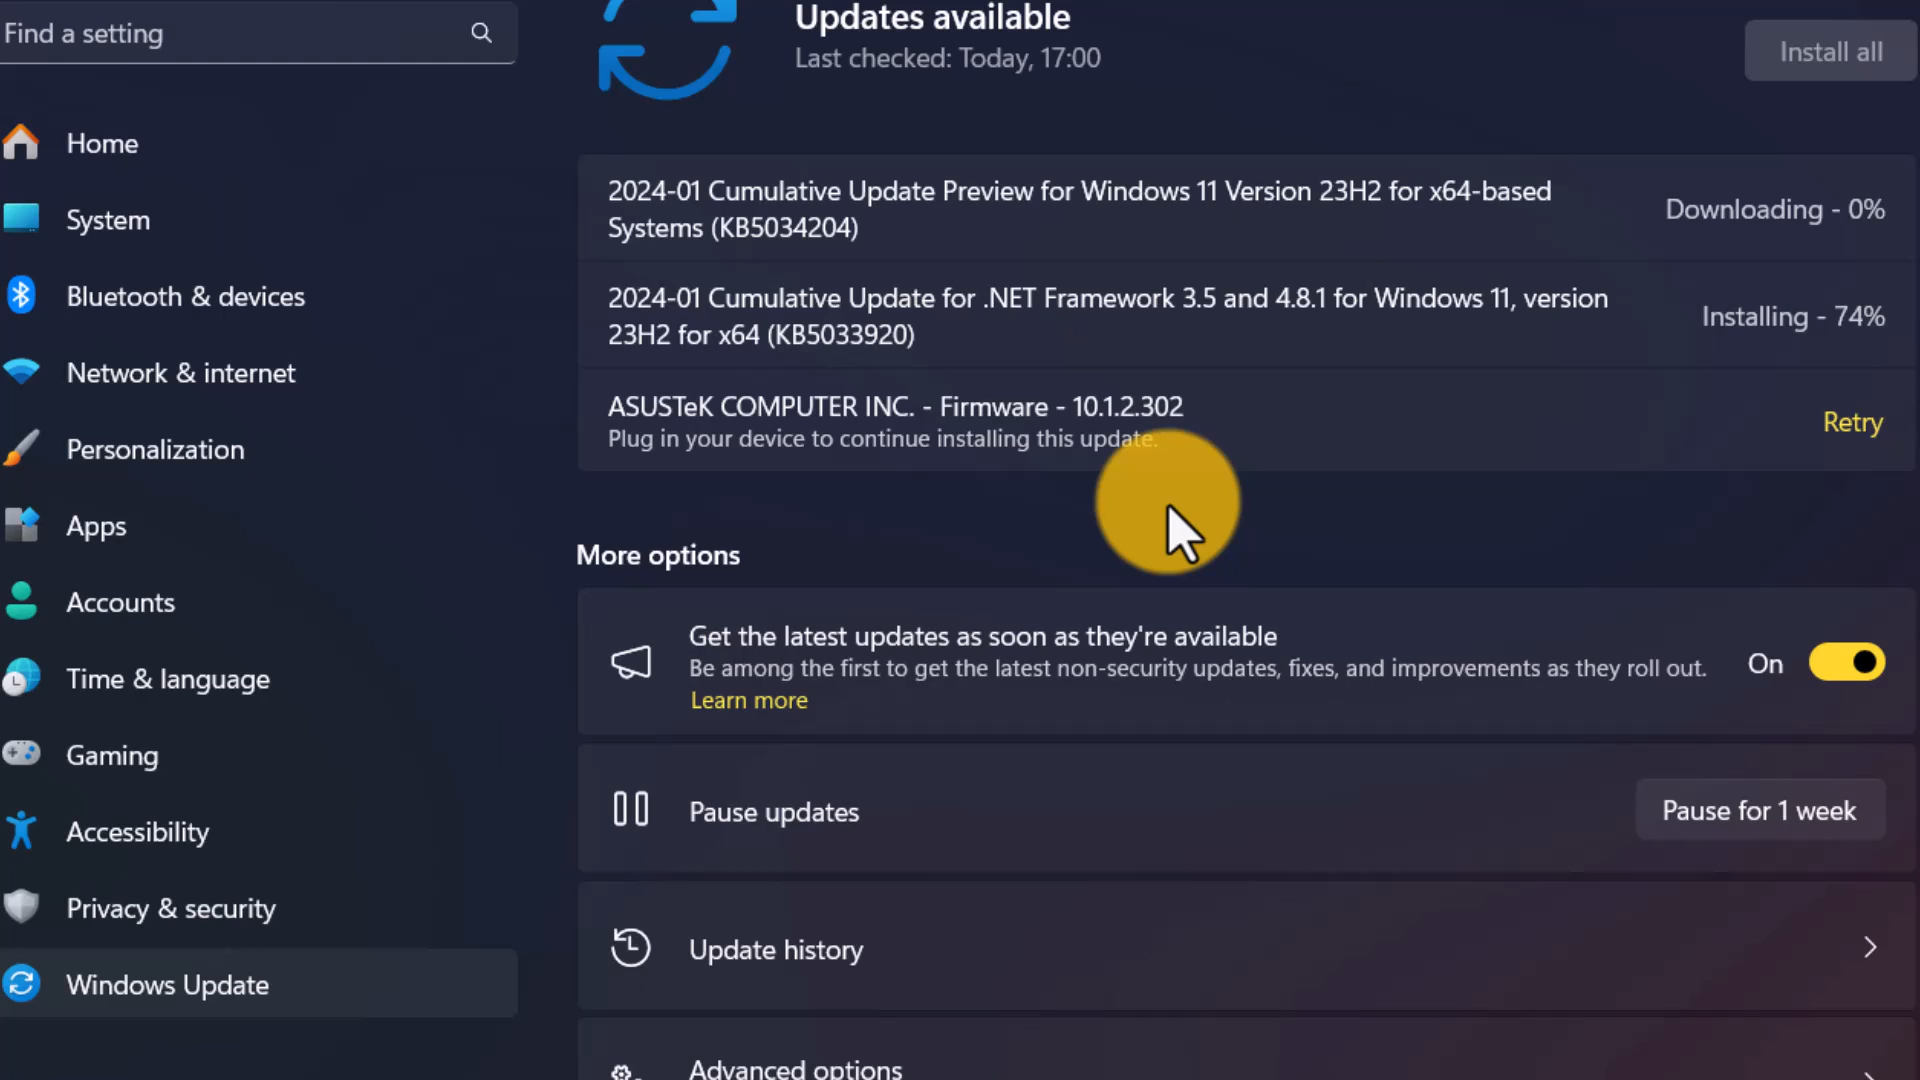 Find a setting
Home
System
Bluetooth & devices
Network & internet
Personalization
Apps
Accounts
Time & language
Gaming
Accessibility
Privacy & security
Windows Update
Updates available
Last checked: Today, 17:00
Install all
2024-01 Cumulative Update Preview for Windows 11 Version 23H2 for x64-based
Systems (KB5034204)
Downloading - 0%
2024-01 Cumulative Update for .NET Framework 3.5 and 4.8.1 for Windows 11, version
23H2 for x64 (KB5033920)
Installing - 74%
ASUSTeK COMPUTER INC. - Firmware - 10.1.2.302
Plug in your device to continue installing this update.
Retry
More options
Get the latest updates as soon as they're available
Be among the first to get the latest non-security updates, fixes, and improvements as they roll out.
Learn more
On
Pause updates
Pause for 1 week
Update history
Advanced options